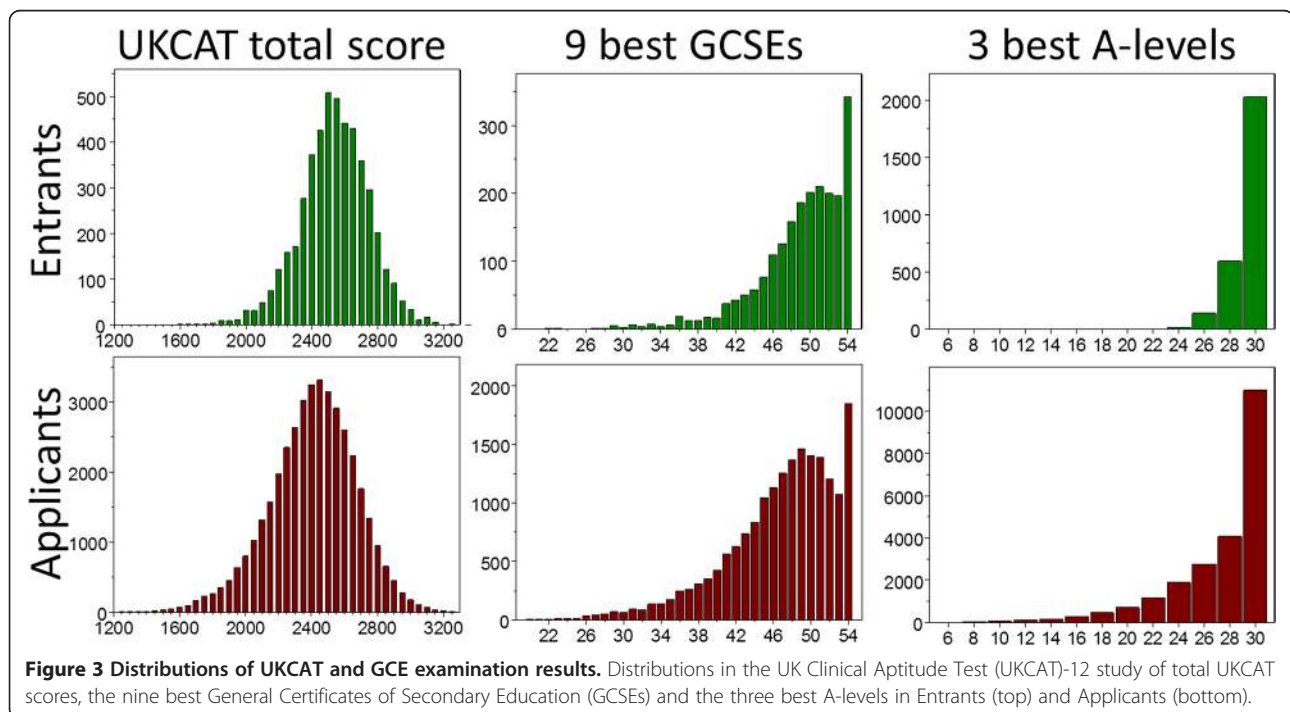 UKCAT total score
9 best GCSEs
3 best A-levels
Entrants
500
400
300
200
100
0
1200 1600 2000 2400 2800 3200
300
200
100
0
22 26 30 34 38 42 46 50 54
2000
1500
1000
500
0
6 8 10 12 14 16 18 20 22 24 26 28 30
Applicants
3000
2000
1000
0
1200 1600 2000 2400 2800 3200
2000
1500
1000
500
0
22 26 30 34 38 42 46 50 54
10000
8000
6000
4000
2000
0
6 8 10 12 14 16 18 20 22 24 26 28 30
Figure 3 Distributions of UKCAT and GCE examination results. Distributions in the UK Clinical Aptitude Test (UKCAT)-12 study of total UKCAT
scores, the nine best General Certificates of Secondary Education (GCSEs) and the three best A-levels in Entrants (top) and Applicants (bottom).